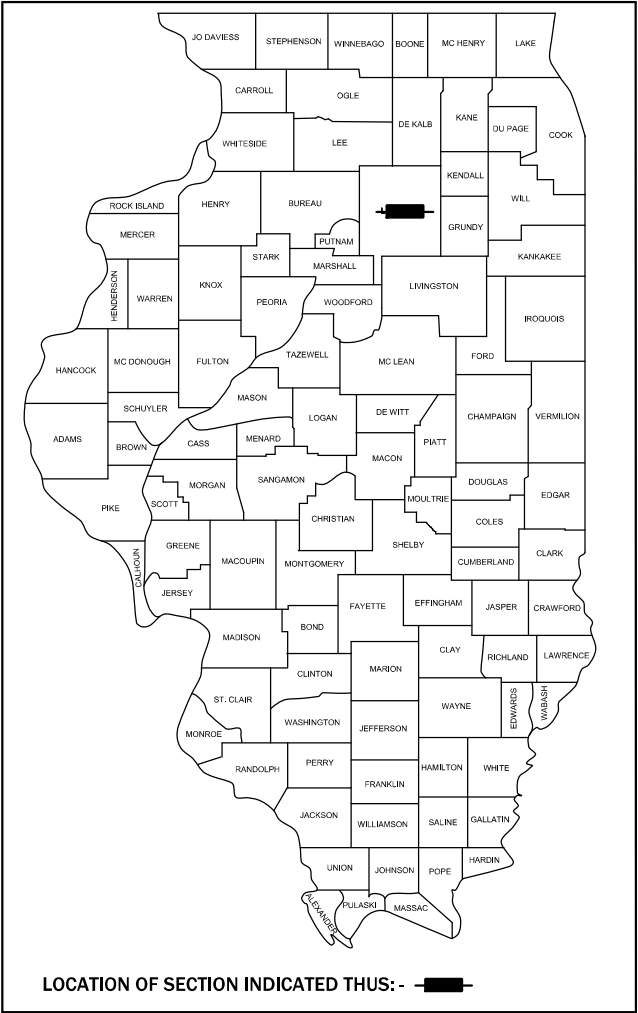 JO DAVIESS
STEPHENSON
WINNEBAGO
BOONE
MC HENRY
LAKE
CARROLL
OGLE
DE KALB
KANE
DU PAGE
COOK
WHITESIDE
LEE
KENDALL
WILL
ROCK ISLAND
HENRY
BUREAU
GRUNDY
MERCER
PUTNAM
STARK
MARSHALL
KANKAKEE
HENDERSON
WARREN
KNOX
PEORIA
WOODFORD
LIVINGSTON
IROQUOIS
HANCOCK
MC DONOUGH
FULTON
TAZEWELL
MC LEAN
FORD
MASON
SCHUYLER
LOGAN
DE WITT
CHAMPAIGN
VERMILION
ADAMS
BROWN
CASS
MENARD
PIATT
MACON
MORGAN
SANGAMON
DOUGLAS
EDGAR
PIKE
SCOTT
MOULTRIE
CHRISTIAN
COLES
GREENE
MACOUPIN
MONTGOMERY
SHELBY
CUMBERLAND
CLARK
CALHOUN
JERSEY
FAYETTE
EFFINGHAM
JASPER
CRAWFORD
BOND
MADISON
CLAY
RICHLAND
LAWRENCE
CLINTON
MARION
ST. CLAIR
WAYNE
EDWARDS
WABASH
WASHINGTON
JEFFERSON
MONROE
RANDOLPH
PERRY
HAMILTON
WHITE
FRANKLIN
JACKSON
WILLIAMSON
SALINE
GALLATIN
UNION
JOHNSON
POPE
HARDIN
ALEXANDER
PULASKI
MASSAC
LOCATION OF SECTION INDICATED THUS: -